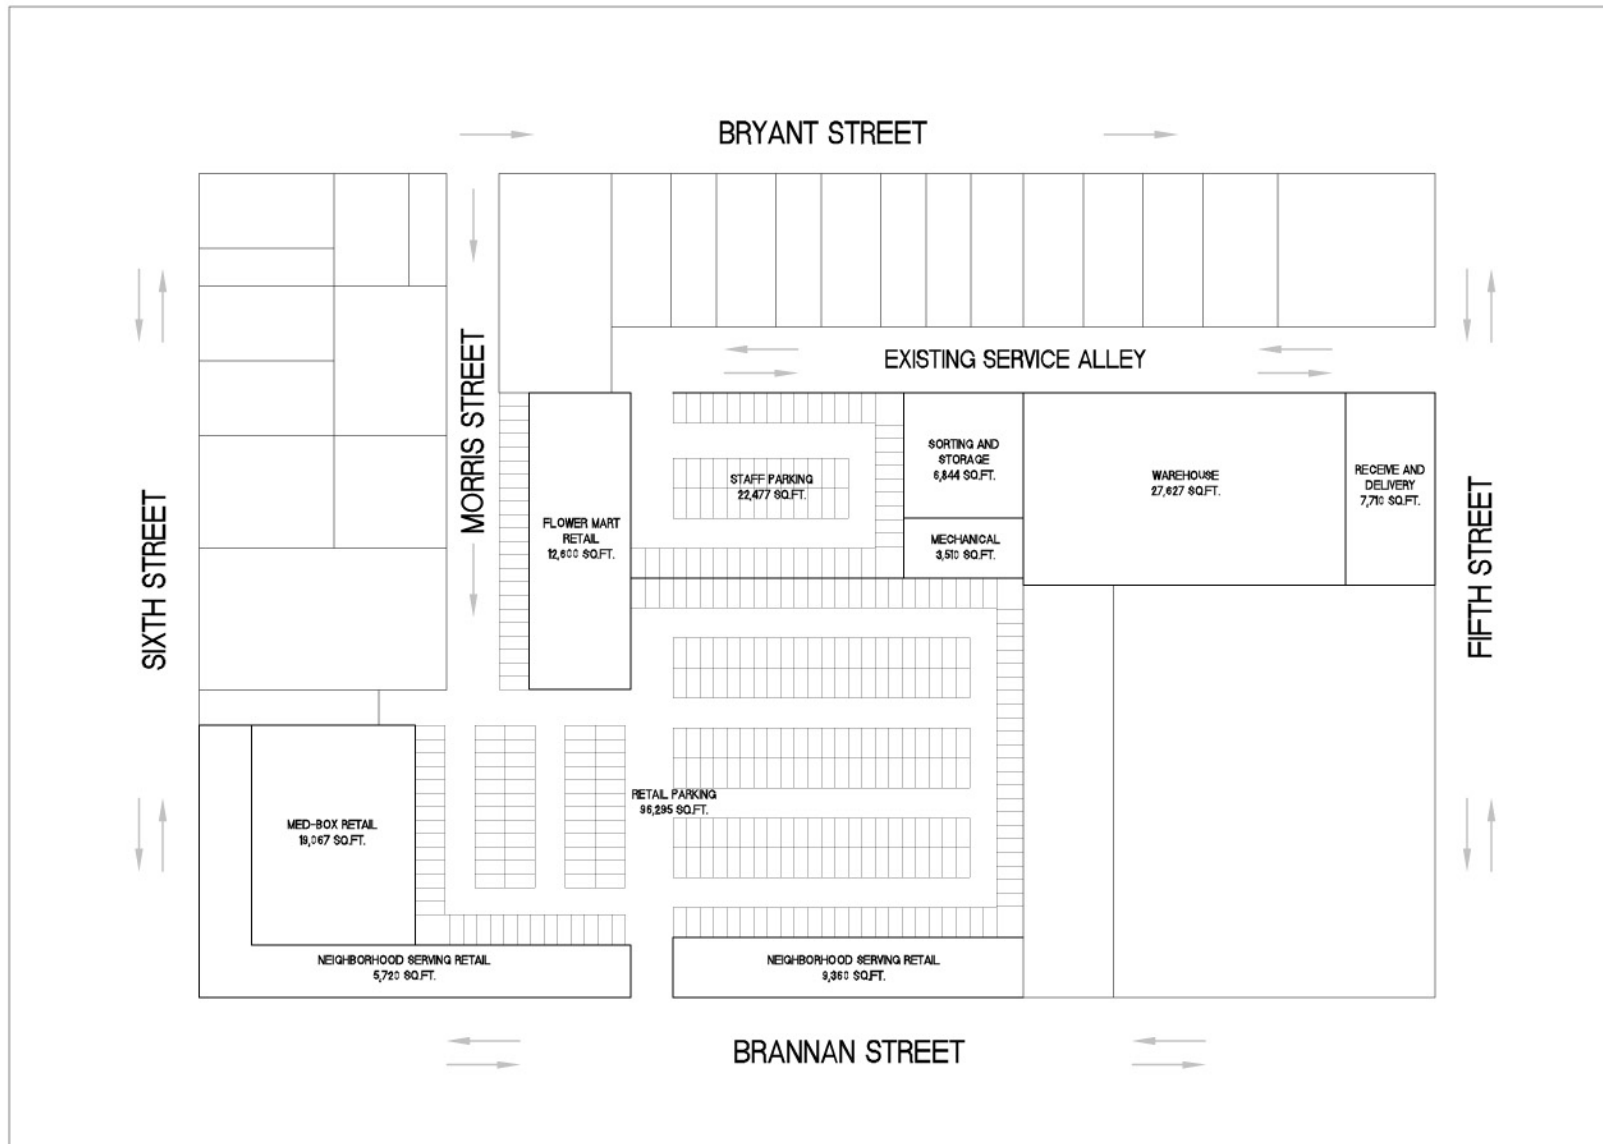 BRYANT STREET
EXISTING SERVICE ALLEY
MORRIS STREET
SIXTH STREET
FIFTH STREET
FLOWER MART
RETAIL
12,600 SQ.FT.
STAFF PARKING
22,477 SQ.FT.
SORTING AND
STORAGE
6,844 SQ.FT.
MECHANICAL
3,510 SQ.FT.
WAREHOUSE
27,627 SQ.FT.
RECEIVE AND
DELIVERY
7,710 SQ.FT.
RETAIL PARKING
96,295 SQ.FT.
MED-BOX RETAIL
19,067 SQ.FT.
NEIGHBORHOOD SERVING RETAIL
5,720 SQ.FT.
NEIGHBORHOOD SERVING RETAIL
9,360 SQ.FT.
BRANNAN STREET